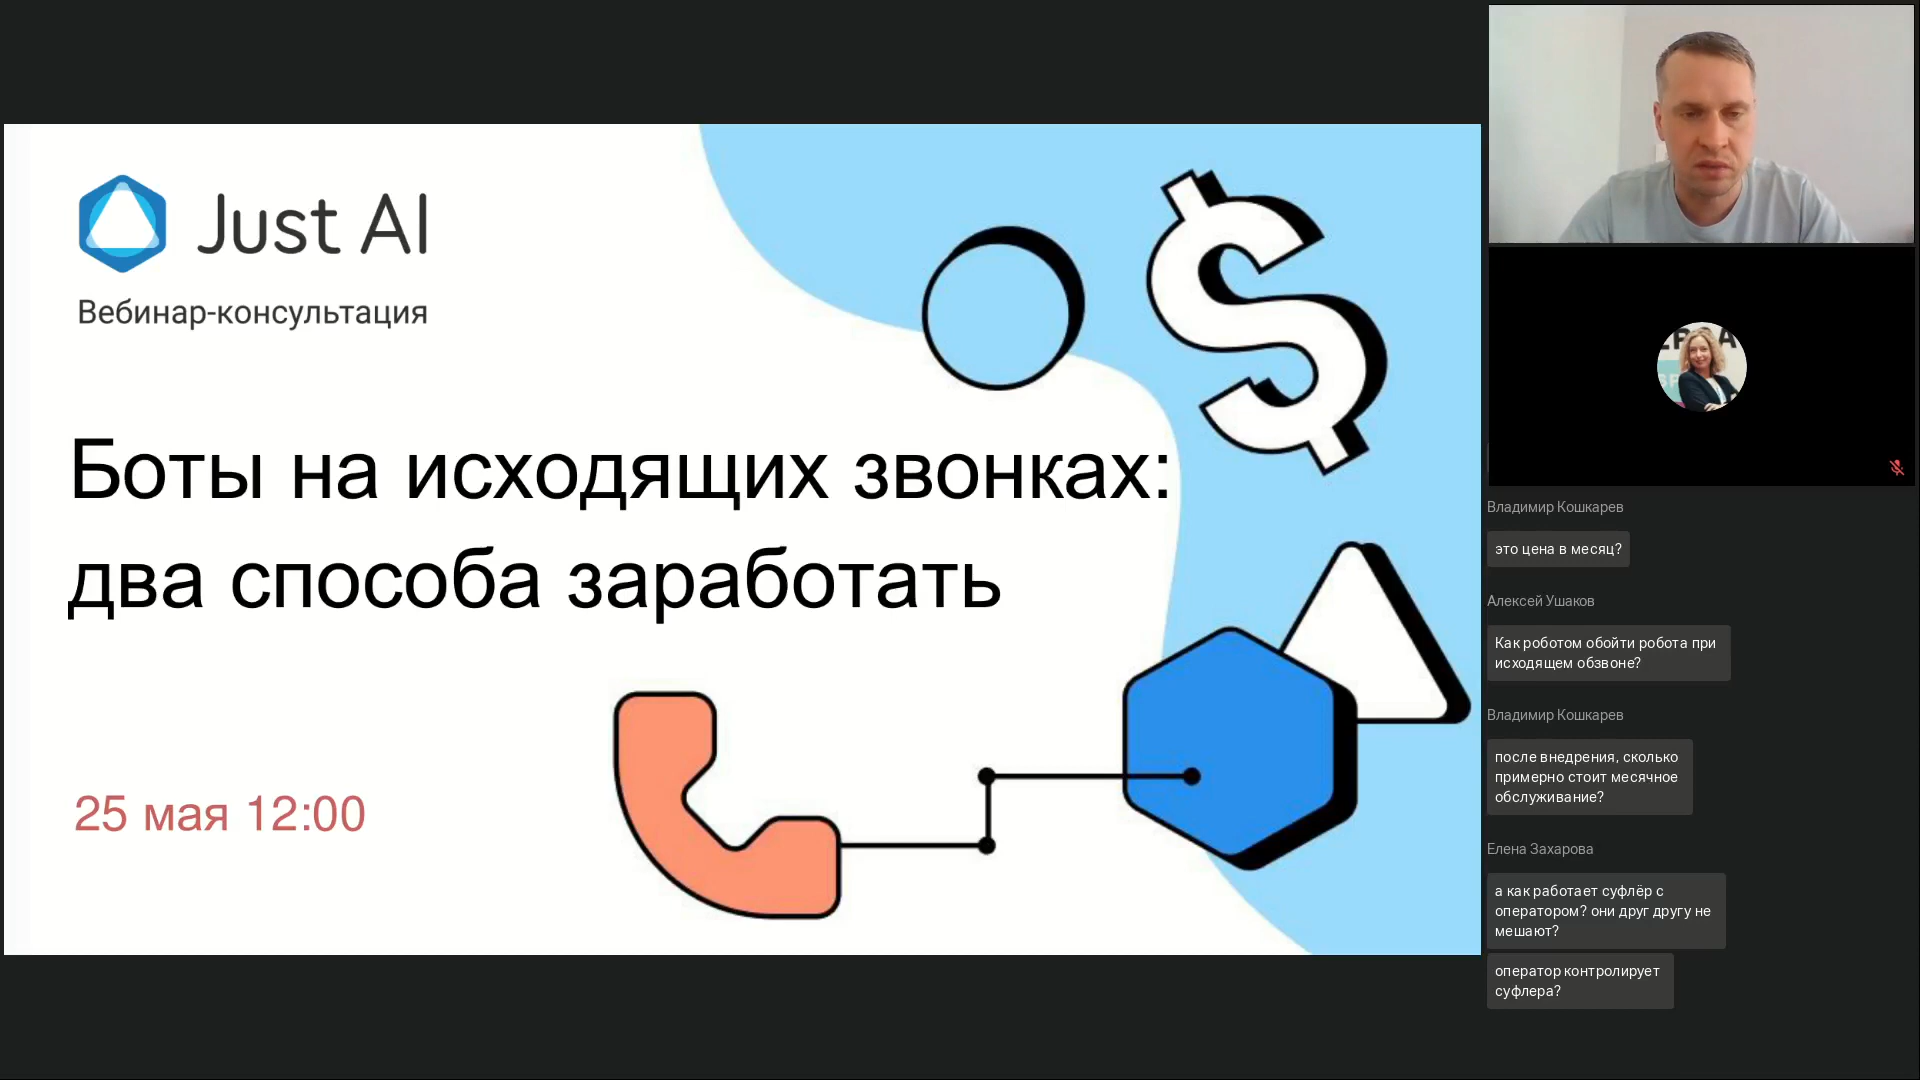 Just AI
Вебинар-консультация
Боты на исходящих звонках:
два способа заработать
25 мая 12:00
Владимир Кошкарев
это цена в месяц?
Алексей Ушаков
Как роботом обойти робота при
исходящем обзвоне?
Владимир Кошкарев
после внедрения, сколько
примерно стоит месячное
обслуживание?
Елена Захарова
а как работает суфлёр с
оператором? они друг другу не
мешают?
оператор контролирует
суфлера?